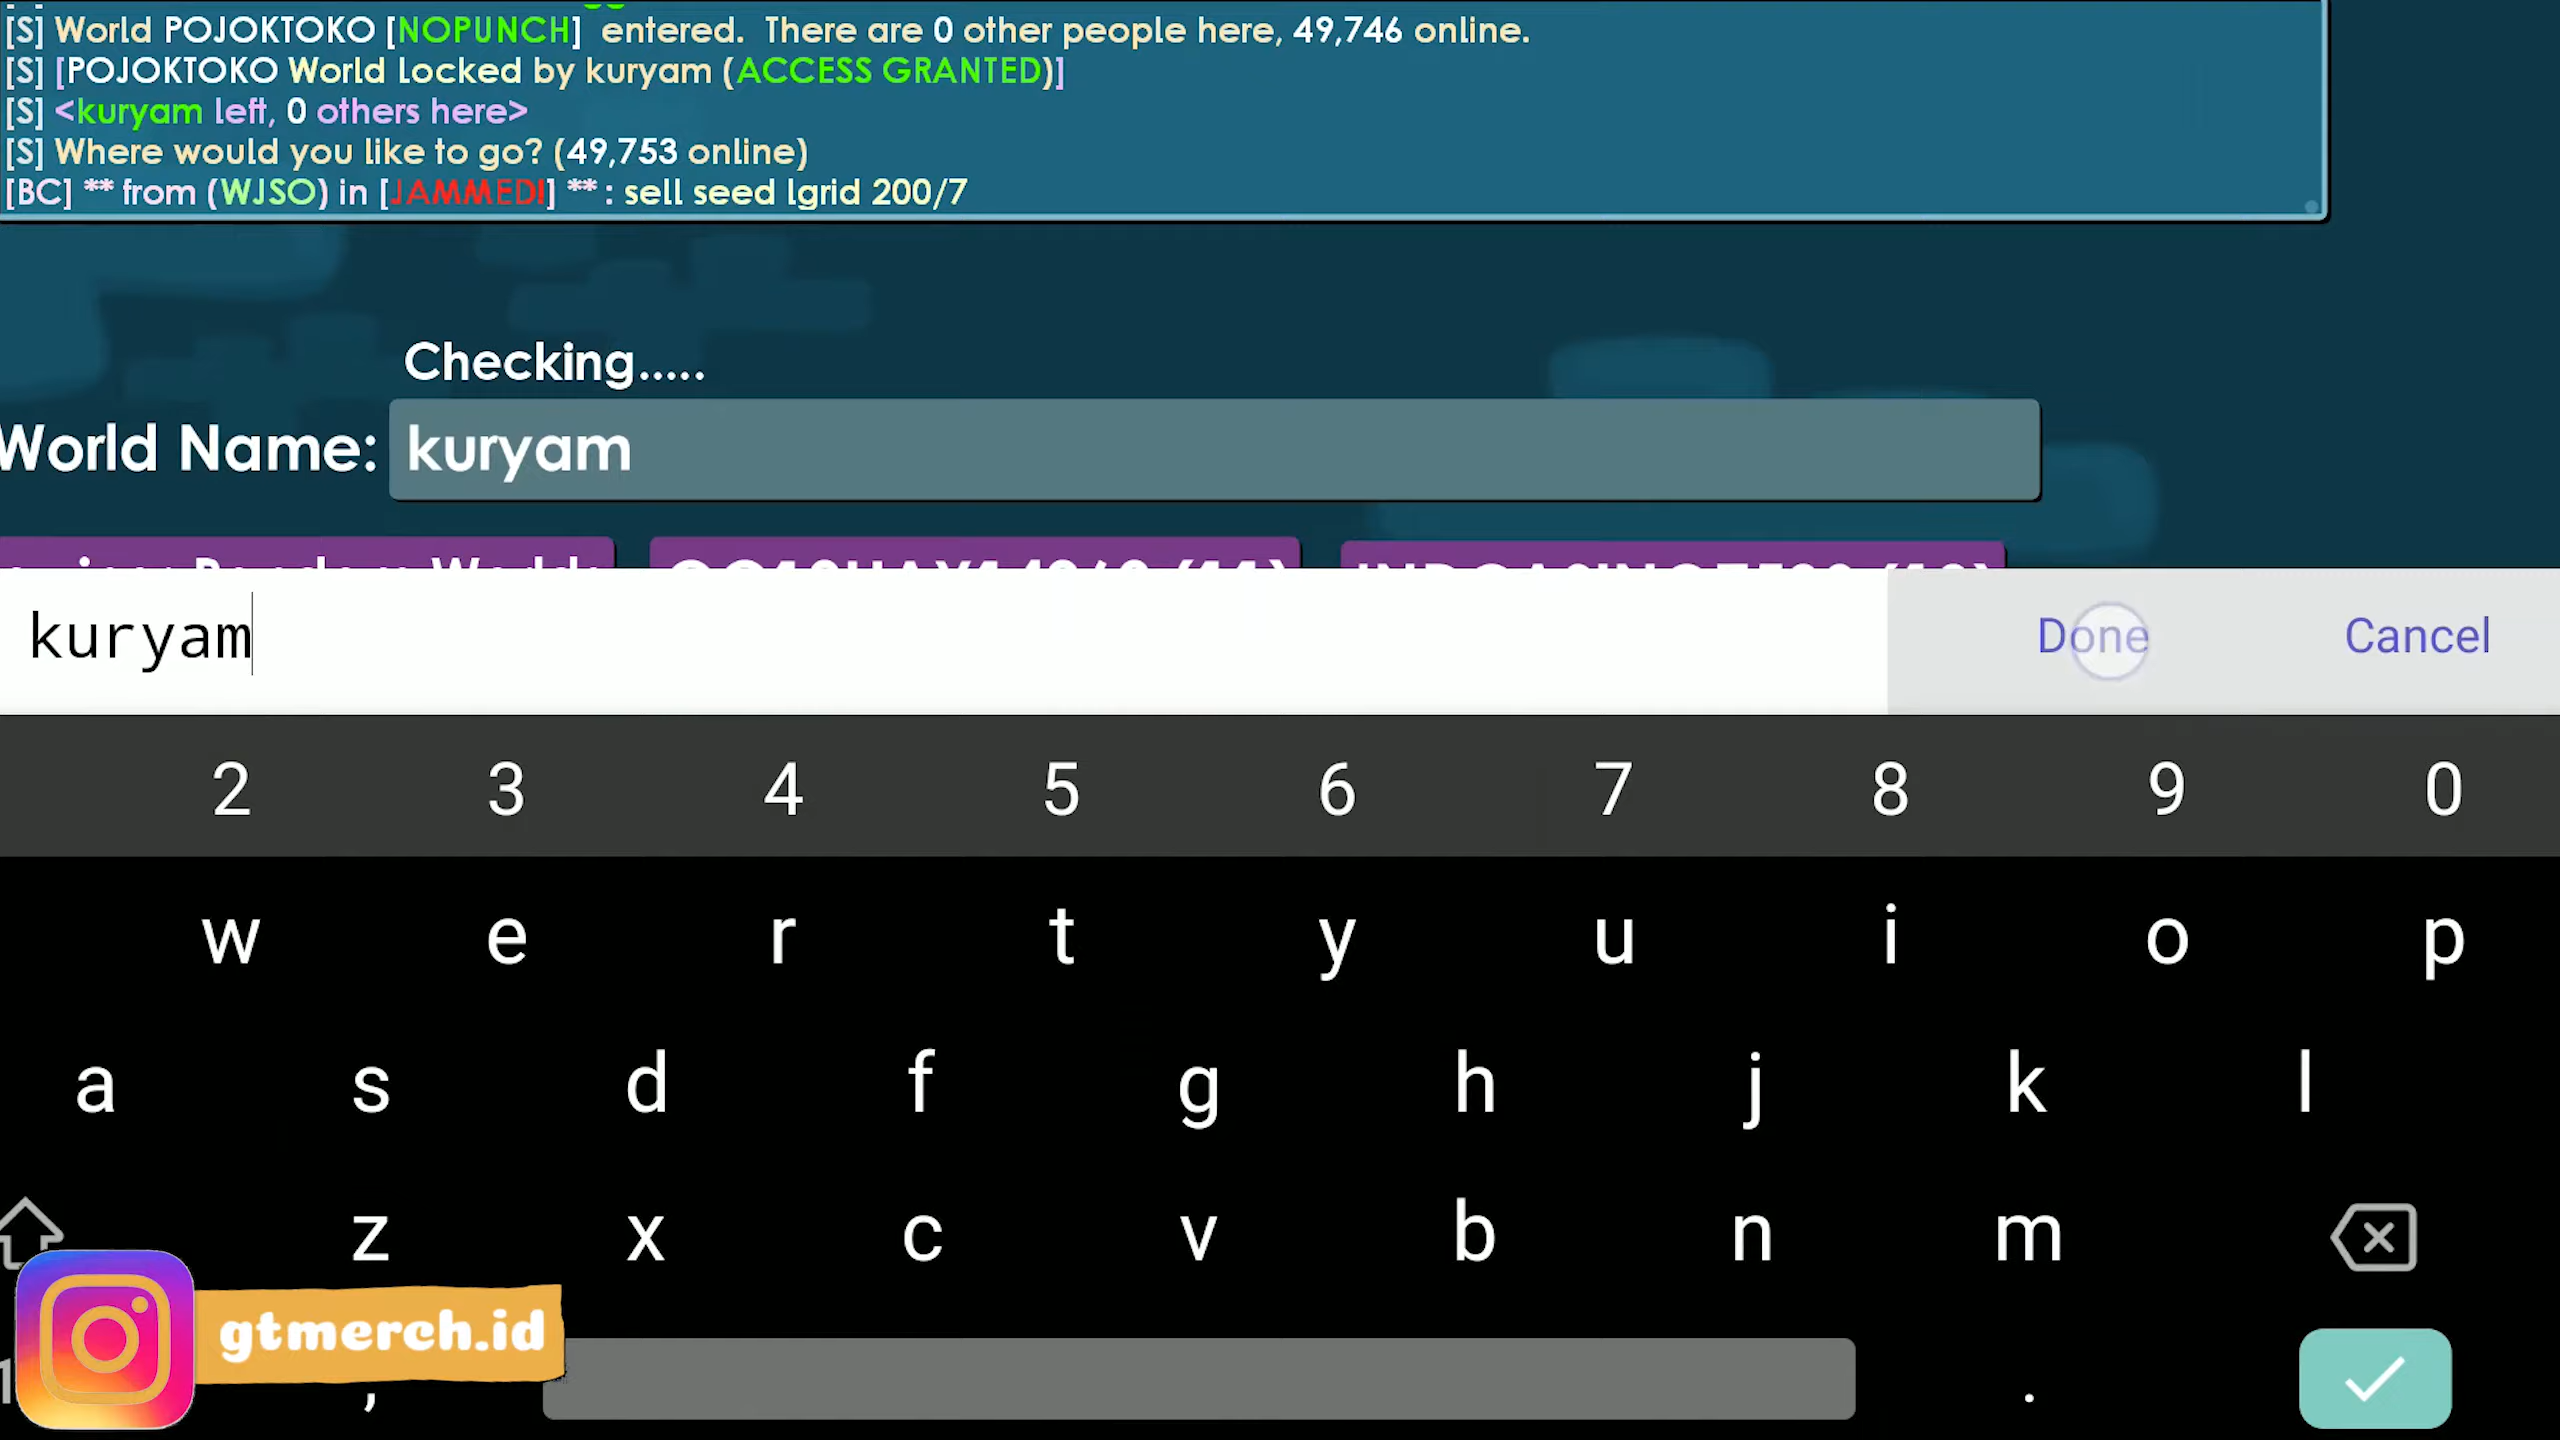 [S] World POJOKTOKO [NOPUNCH] entered. There are 0 other people here, 49,746 online.
[S] [POJOKTOKO World Locked by kuryam (ACCESS GRANTED)]
[S] <kuryam left, 0 others here>
[S] Where would you like to go? (49,753 online)
[BC] ** from (WJSO) in [JAMMED!] ** : sell seed lgrid 200/7
Checking.....
World Name: kuryam
Random Worlds
kuryam Done Cancel
2 3 4 5 6 7 8 9 0
w e r t y u i o p
a s d f g h j k l
z x c v b n m
gtmerch.id
, .